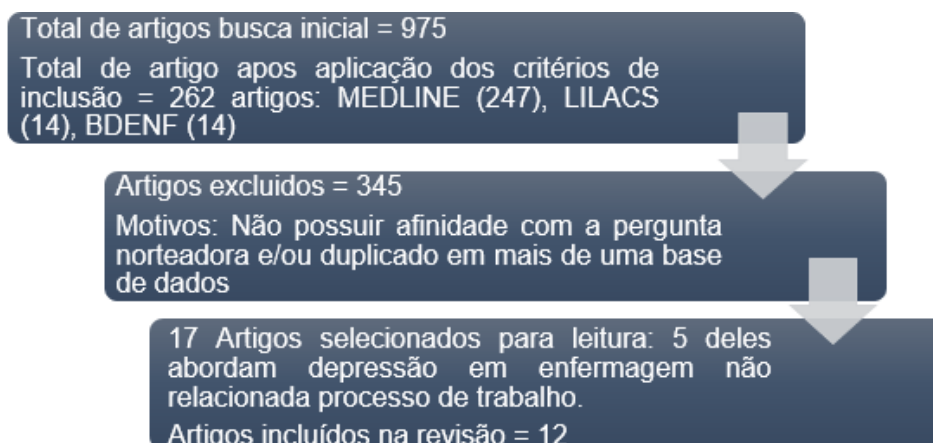 Total de artigos busca inicial = 975
Total de artigo apos aplicação dos critérios de
inclusão = 262 artigos: MEDLINE (247), LILACS
(14), BDENF (14)
Artigos excluidos = 345
Motivos: Não possuir afinidade com a pergunta
norteadora e/ou duplicado em mais de uma base
de dados
17 Artigos selecionados para leitura: 5 deles
abordam depressão em enfermagem não
relacionada processo de trabalho.
Artigos incluídos na revisão = 12